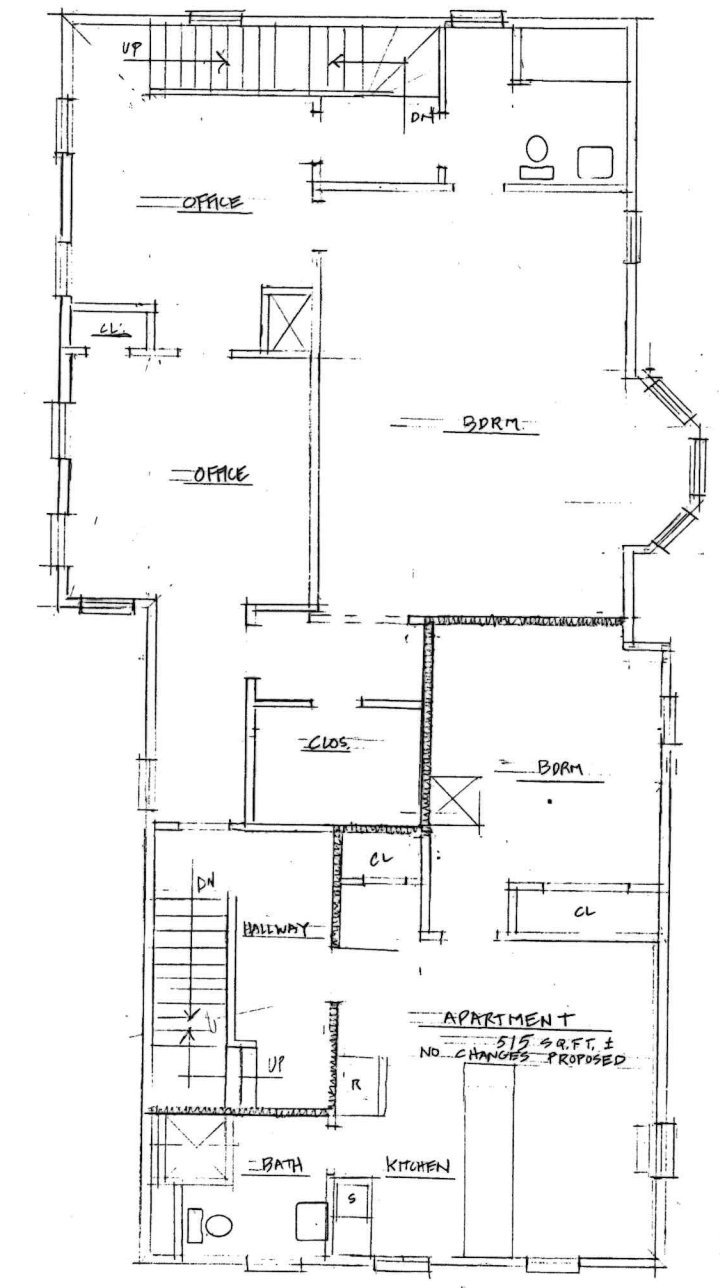 UP
DN
OFFICE
CL.
BDRM.
OFFICE
CLOS.
BDRM
CL
DN
CL
HALLWAY
APARTMENT
515 SQ.FT. ±
NO CHANGES PROPOSED
UP
R
BATH
KITCHEN
S